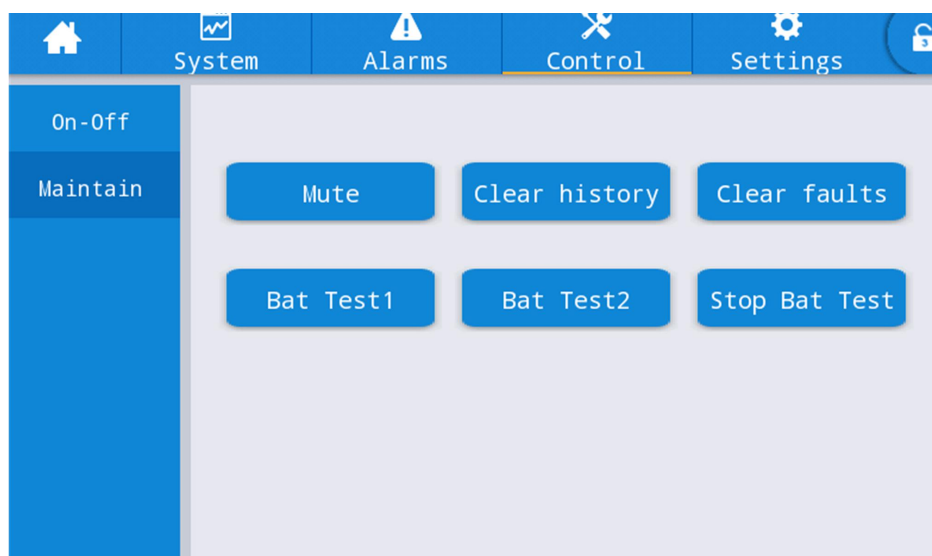 System Alarms Control Settings
3
On-Off
Maintain
Mute Clear history Clear faults
Bat Test1 Bat Test2 Stop Bat Test